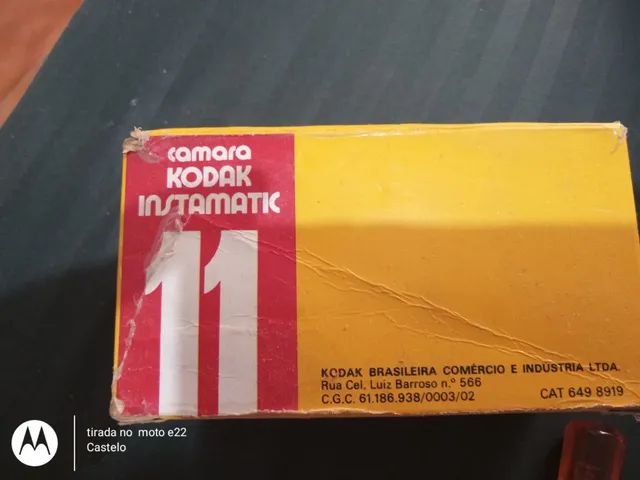 camara
KODAK
INSTAMATIC
11
KODAK BRASILEIRA COMÉRCIO E INDÚSTRIA LTDA.
Rua Cel. Luiz Barroso n.º 566
C.G.C. 61.186.938/0003/02
CAT 649 8919
tirada no moto e22
Castelo